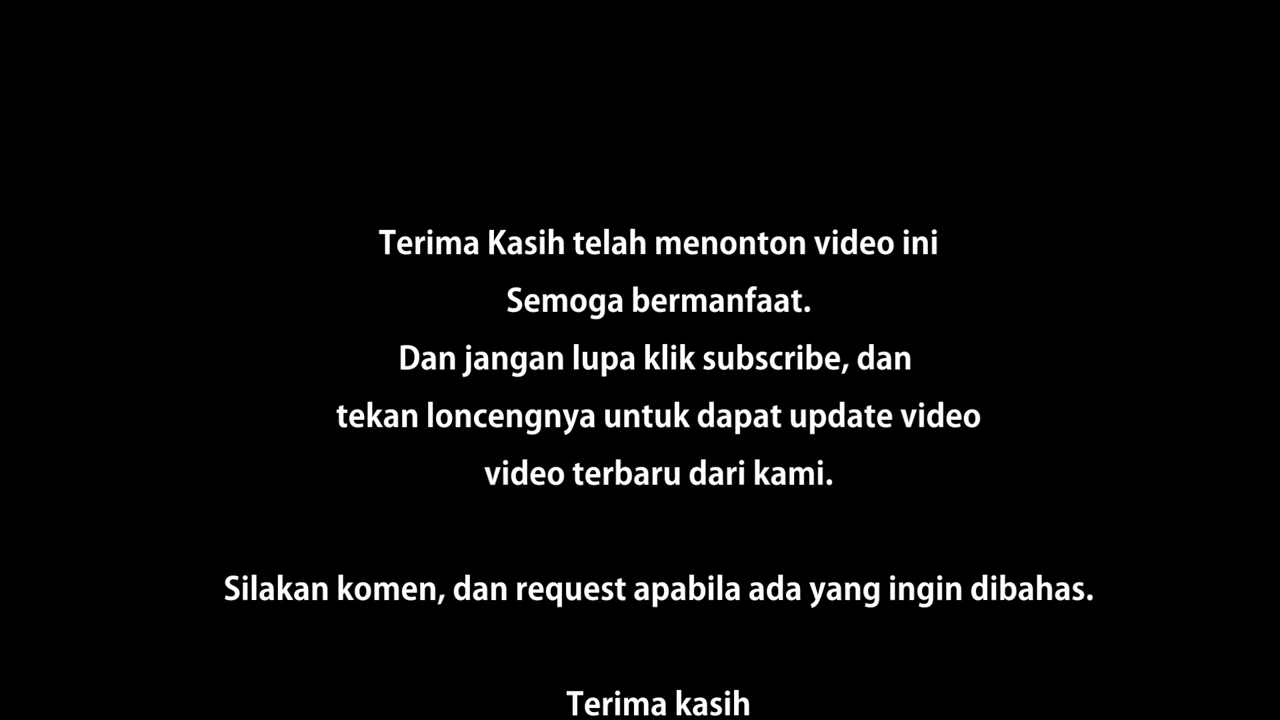 Terima Kasih telah menonton video ini
Semoga bermanfaat.
Dan jangan lupa klik subscribe, dan
tekan loncengnya untuk dapat update video
video terbaru dari kami.
Silakan komen, dan request apabila ada yang ingin dibahas.
Terima kasih